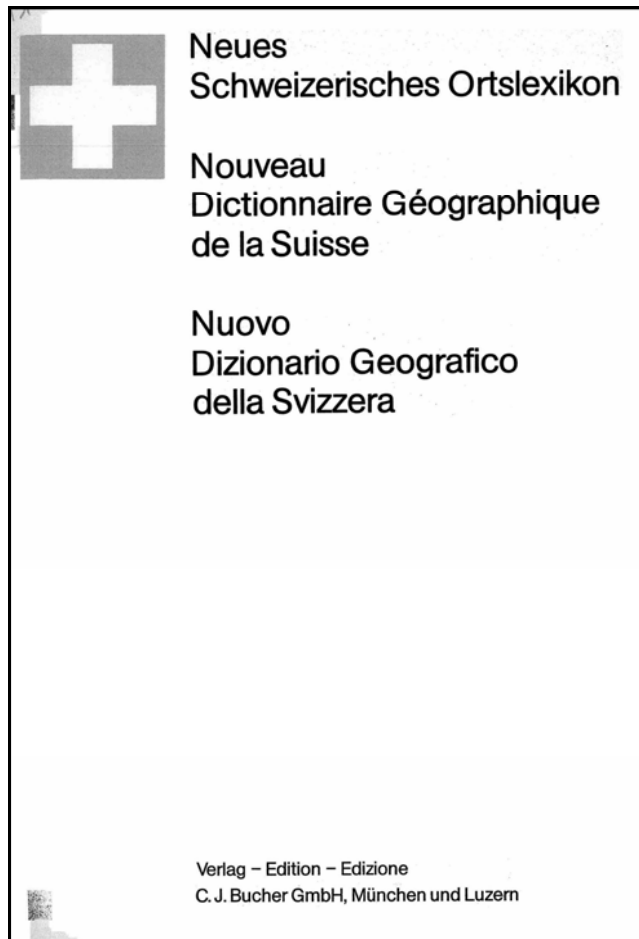 Neues
Schweizerisches Ortslexikon
Nouveau
Dictionnaire Géographique
de la Suisse
Nuovo
Dizionario Geografico
della Svizzera
Verlag – Edition – Edizione
C. J. Bucher GmbH, München und Luzern